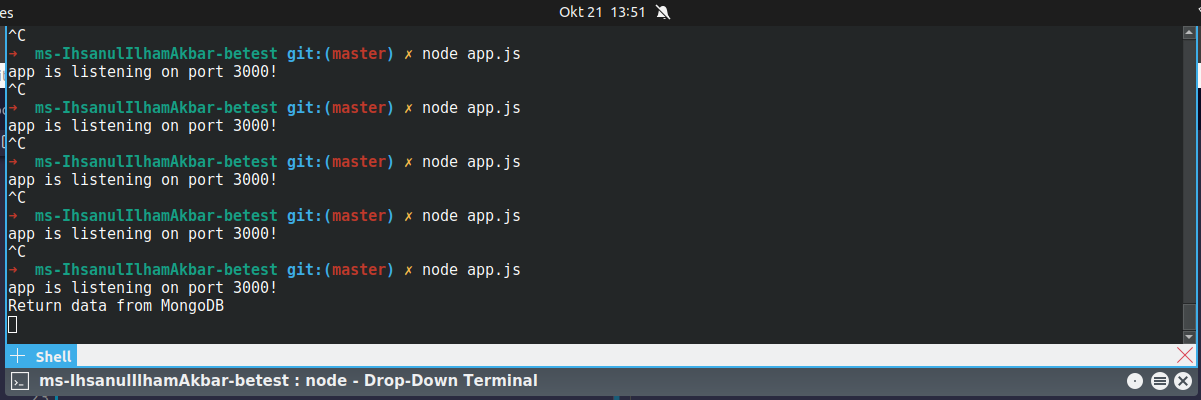 es
Okt 21 13:51
^C
→ ms-IhsanulIlhamAkbar-betest git:(master) ✗ node app.js
app is listening on port 3000!
^C
→ ms-IhsanulIlhamAkbar-betest git:(master) ✗ node app.js
app is listening on port 3000!
^C
→ ms-IhsanulIlhamAkbar-betest git:(master) ✗ node app.js
app is listening on port 3000!
^C
→ ms-IhsanulIlhamAkbar-betest git:(master) ✗ node app.js
app is listening on port 3000!
^C
→ ms-IhsanulIlhamAkbar-betest git:(master) ✗ node app.js
app is listening on port 3000!
Return data from MongoDB
Shell
ms-IhsanulIlhamAkbar-betest : node - Drop-Down Terminal